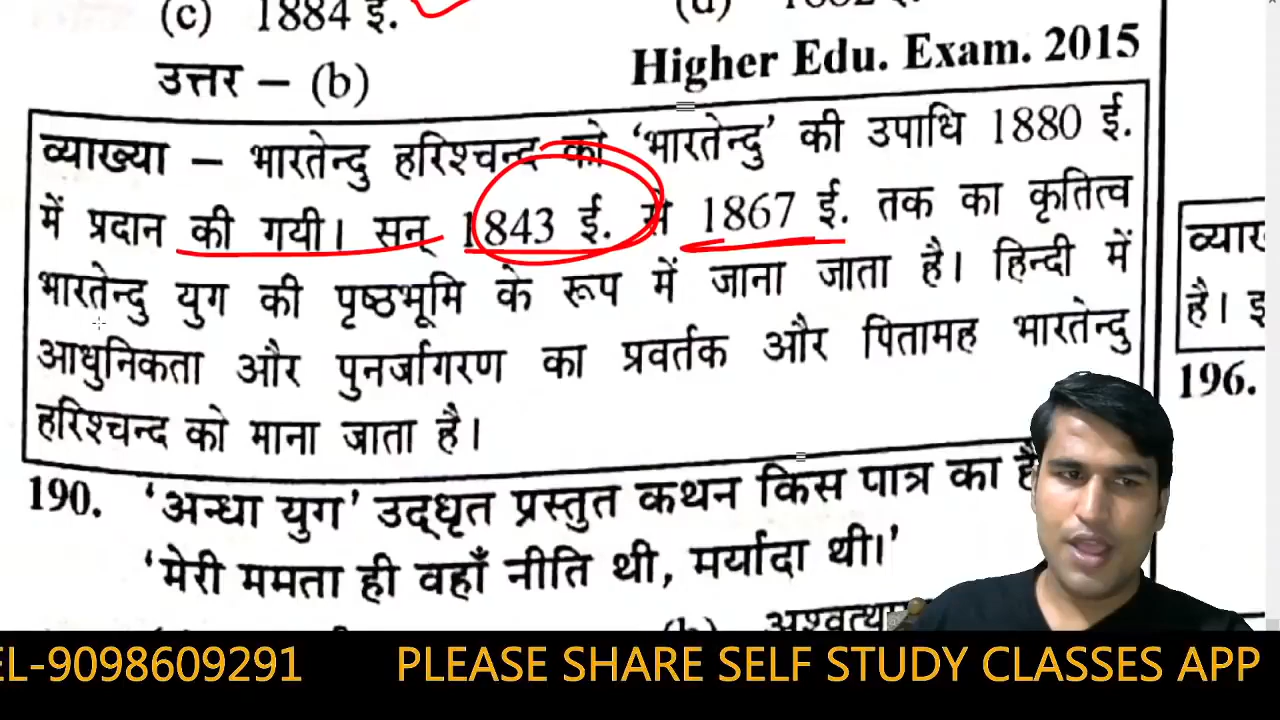 (c) 1884 ई.
(d)
उत्तर – (b)
Higher Edu. Exam. 2015
व्याख्या – भारतेन्दु हरिश्चन्द को 'भारतेन्दु' की उपाधि 1880 ई.
में प्रदान की गयी। सन् 1843 ई. से 1867 ई. तक का कृतित्व
भारतेन्दु युग की पृष्ठभूमि के रूप में जाना जाता है। हिन्दी में
आधुनिकता और पुनर्जागरण का प्रवर्तक और पितामह भारतेन्दु
हरिश्चन्द को माना जाता है।
190. 'अन्धा युग' उद्धृत प्रस्तुत कथन किस पात्र का है
'मेरी ममता ही वहाँ नीति थी, मर्यादा थी।'
(b)
है।
196.
EL-9098609291 PLEASE SHARE SELF STUDY CLASSES APP